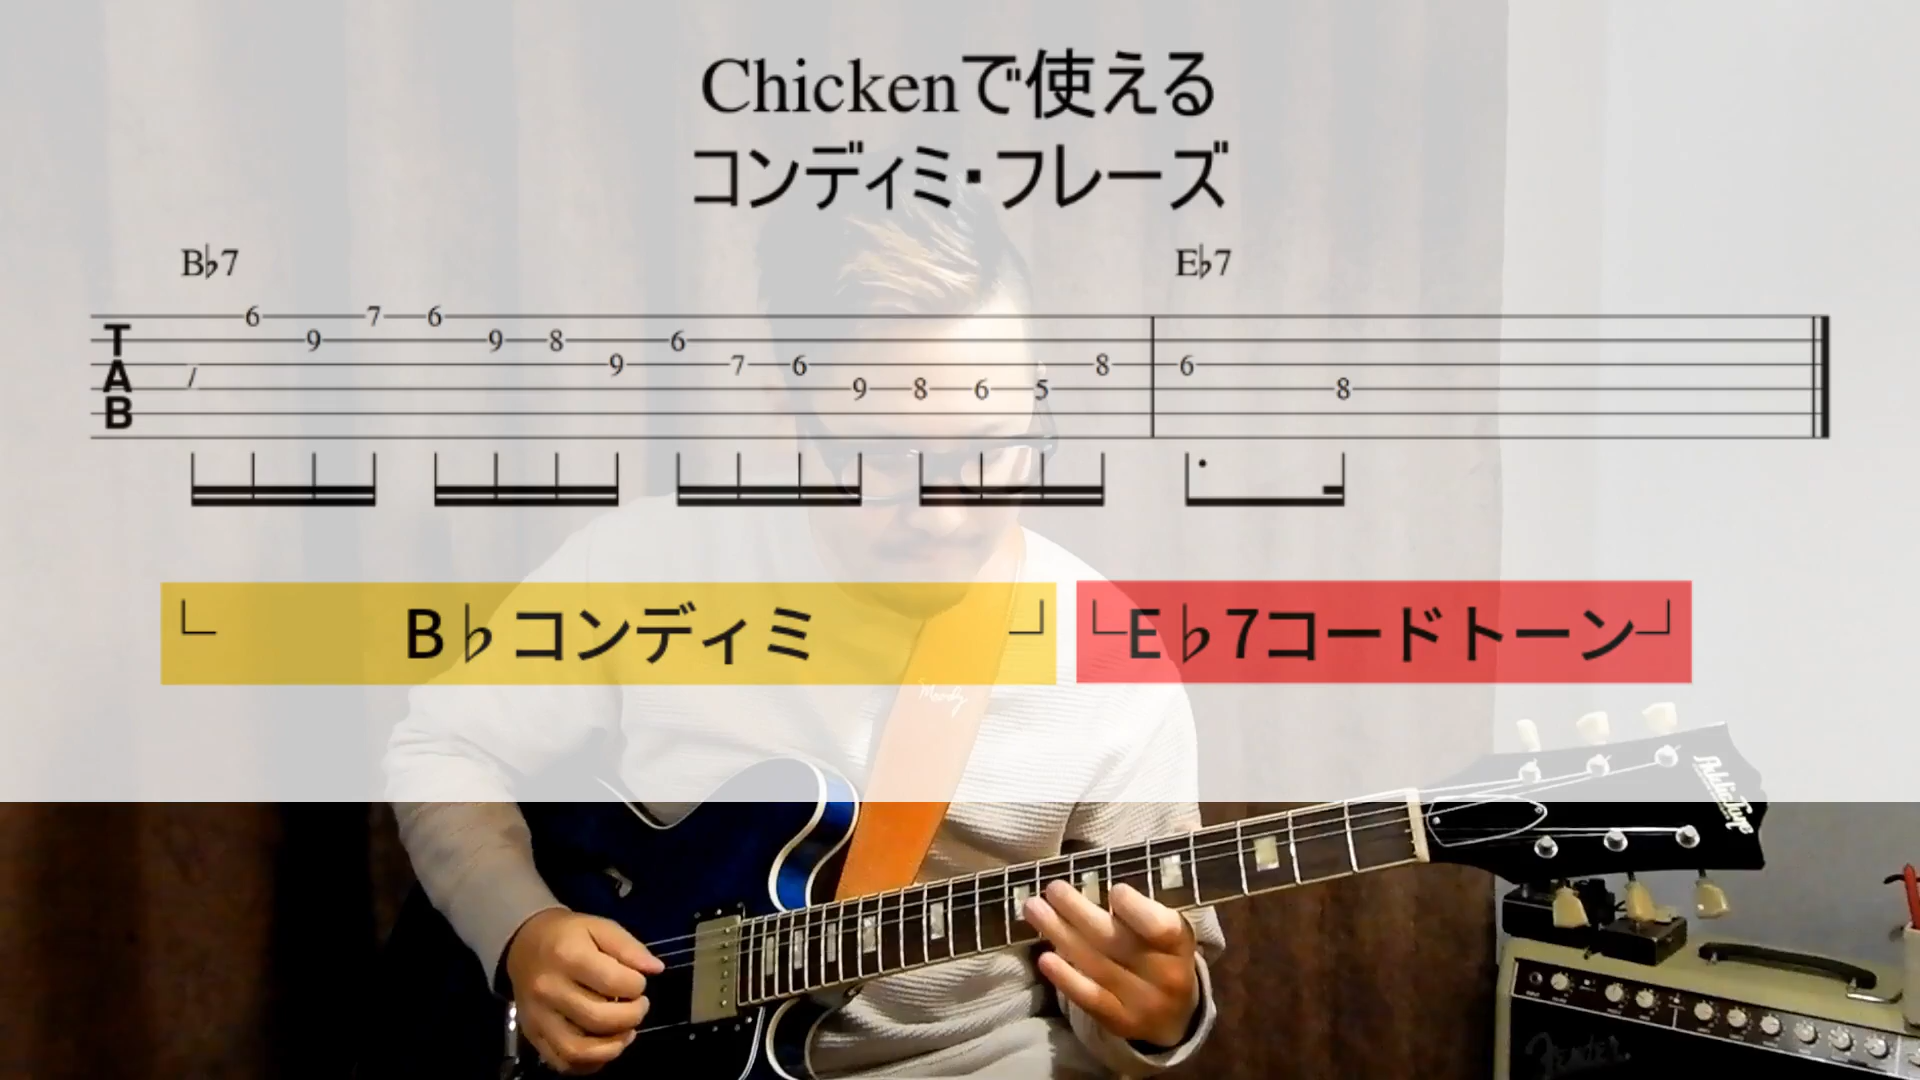 Chickenで使える
コンディミ・フレーズ
B♭7 E♭7
6 7 6
T 9 9 8 6
A / 9 7 6 8 6
B 9 8 6 5 8
B♭コンディミ
E♭7コードトーン
Moody
Fender